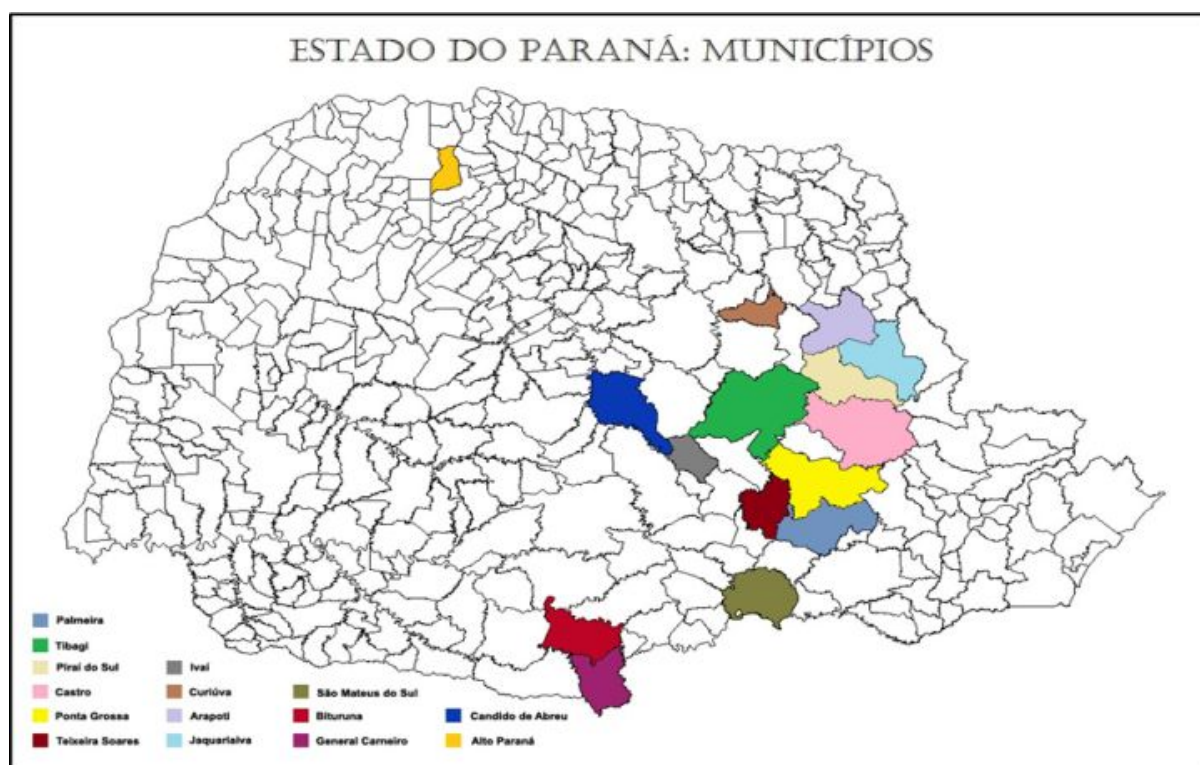 ESTADO DO PARANÁ: MUNICÍPIOS
Palmeira
Tibagi
Piraí do Sul
Ivaí
Castro
Curiúva
São Mateus do Sul
Ponta Grossa
Arapoti
Bituruna
Candido de Abreu
Teixeira Soares
Jaquariaiva
General Carneiro
Alto Paraná